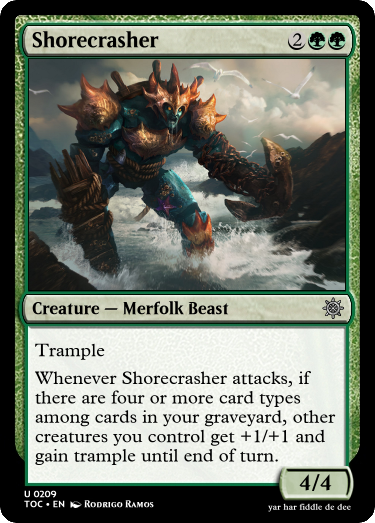 Shorecrasher 2
Creature — Merfolk Beast
Trample
Whenever Shorecrasher attacks, if
there are four or more card types
among cards in your graveyard, other
creatures you control get +1/+1 and
gain trample until end of turn.
4/4
U 0209
TOC • EN Rodrigo Ramos
yar har fiddle de dee